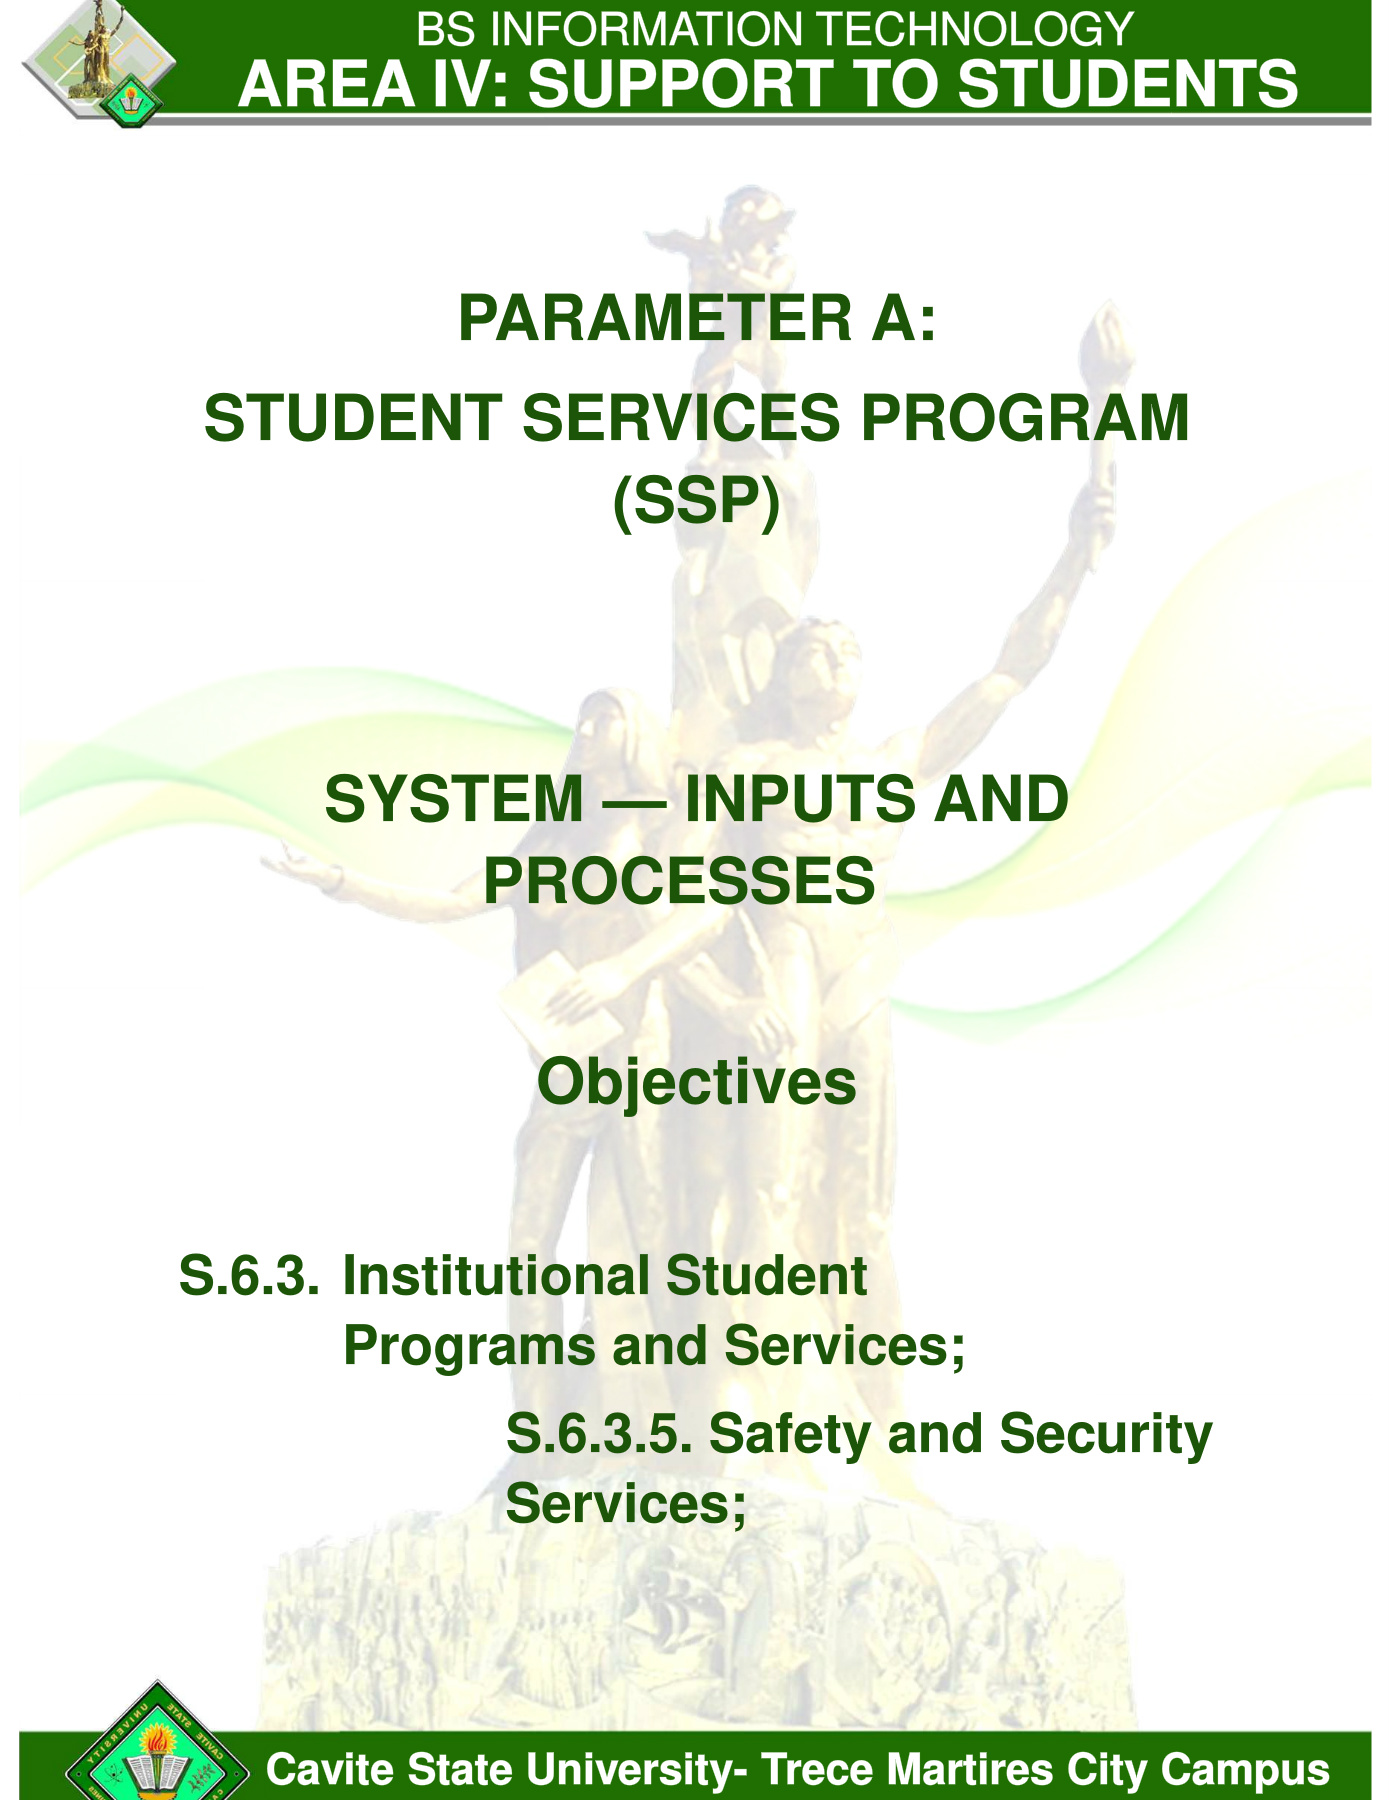 BS INFORMATION TECHNOLOGY
AREA IV: SUPPORT TO STUDENTS
PARAMETER A:
STUDENT SERVICES PROGRAM
(SSP)
SYSTEM — INPUTS AND
PROCESSES
Objectives
S.6.3. Institutional Student
Programs and Services;
S.6.3.5. Safety and Security
Services;
Cavite State University- Trece Martires City Campus